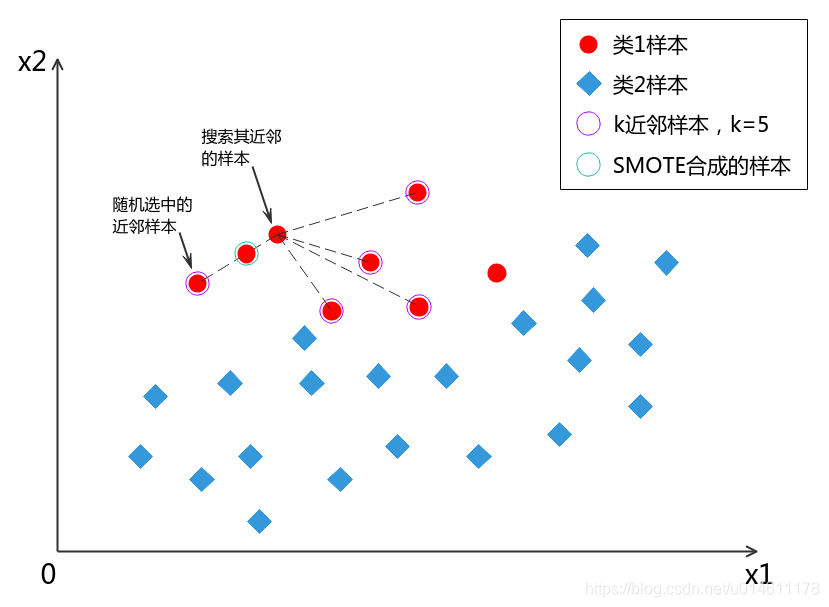 x2
类1样本
类2样本
k近邻样本，k=5
SMOTE合成的样本
搜索其近邻
的样本
随机选中的
近邻样本
0
x1
https://blog.csdn.net/u014611178